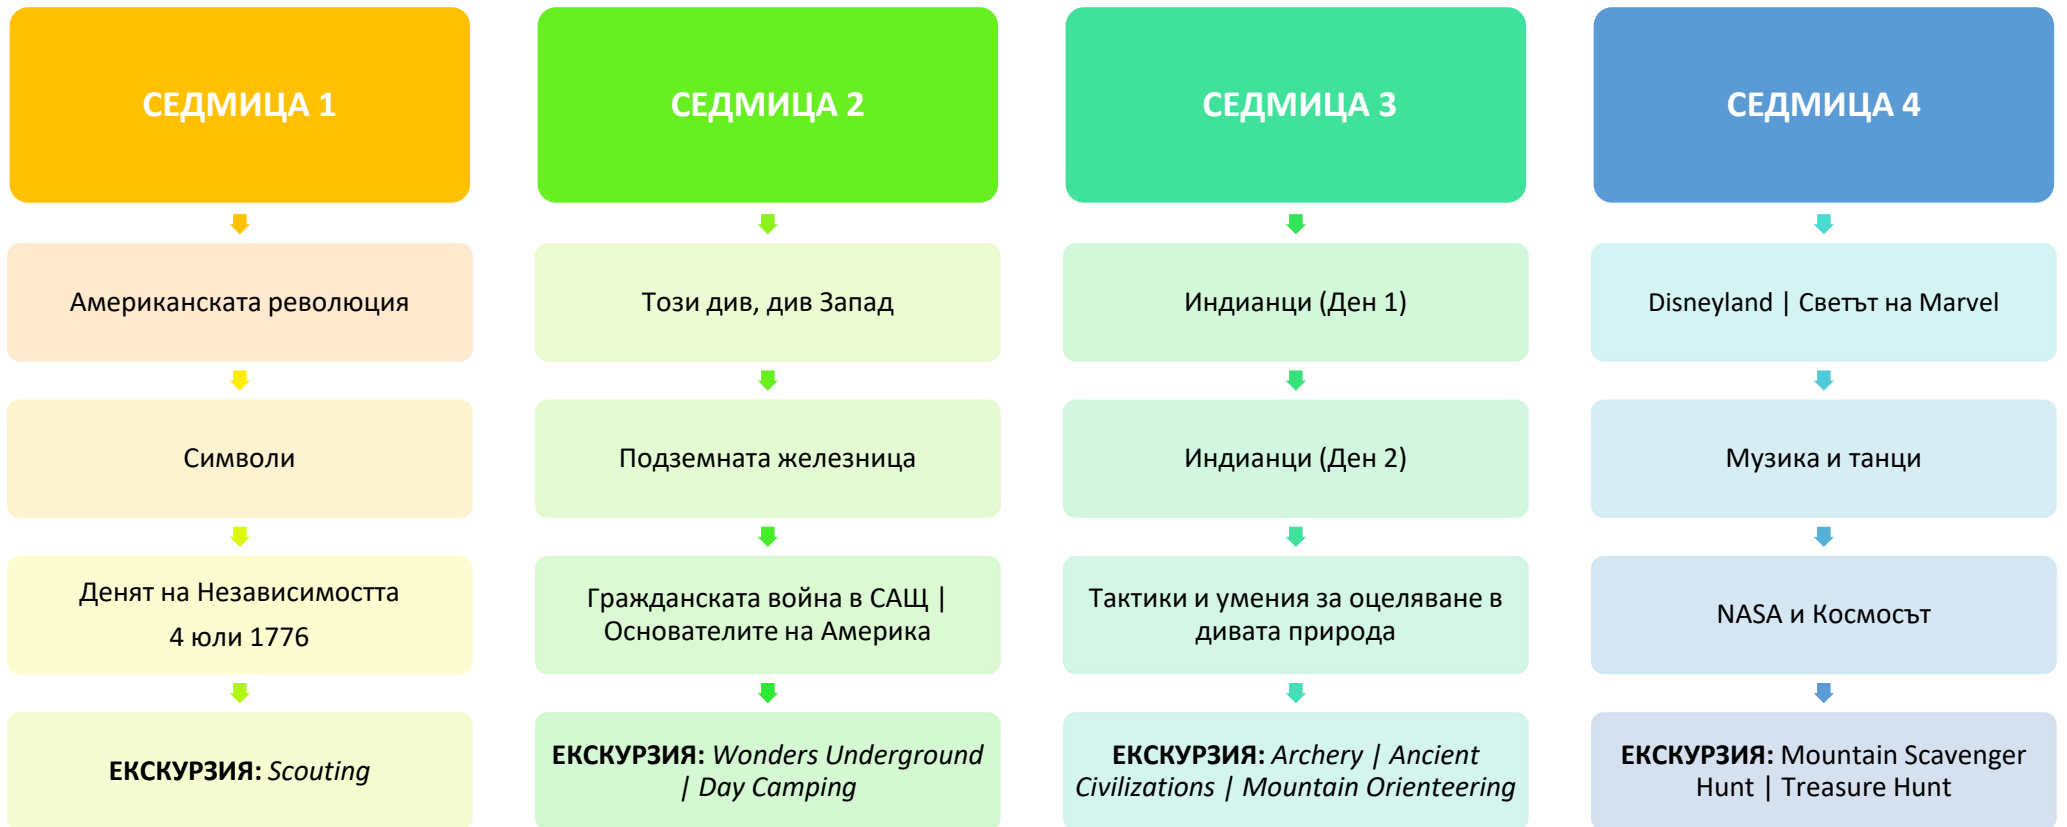 СЕДМИЦА 1
Американската революция
Символи
Денят на Независимостта
4 юли 1776
ЕКСКУРЗИЯ: Scouting
СЕДМИЦА 2
Този див, див Запад
Подземната железница
Гражданската война в САЩ |
Основателите на Америка
ЕКСКУРЗИЯ: Wonders Underground
| Day Camping
СЕДМИЦА 3
Индианци (Ден 1)
Индианци (Ден 2)
Тактики и умения за оцеляване в
дивата природа
ЕКСКУРЗИЯ: Archery | Ancient
Civilizations | Mountain Orienteering
СЕДМИЦА 4
Disneyland | Светът на Marvel
Музика и танци
NASA и Космосът
ЕКСКУРЗИЯ: Mountain Scavenger
Hunt | Treasure Hunt